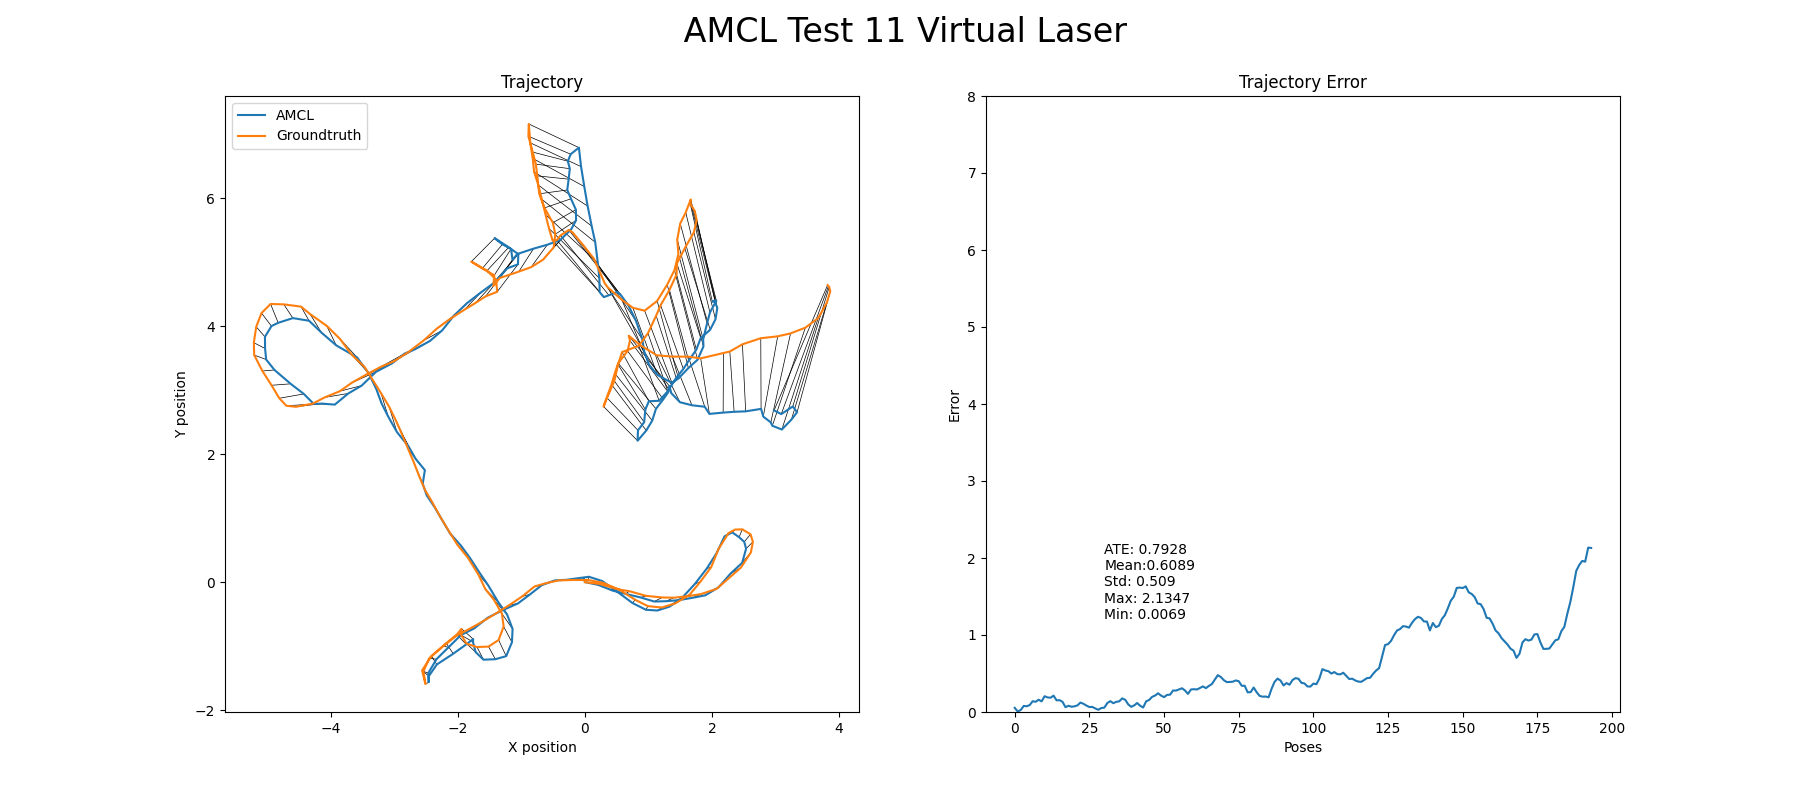 AMCL Test 11 Virtual Laser
Trajectory
AMCL
Groundtruth
6
4
2
0
−2
−4
−2
0
2
4
Y position
X position
Trajectory Error
8
7
6
5
4
3
2
1
0
ATE: 0.7928
Mean:0.6089
Std: 0.509
Max: 2.1347
Min: 0.0069
0
25
50
75
100
125
150
175
200
Error
Poses